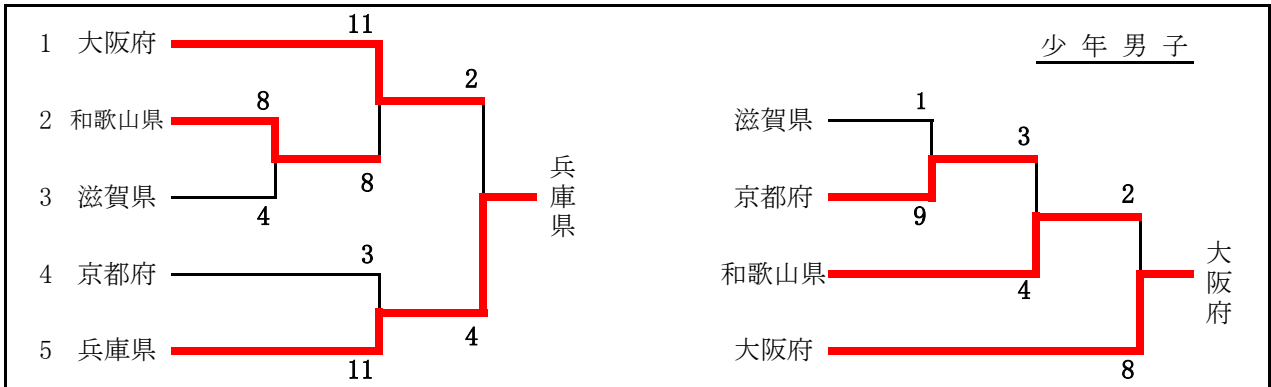 少年男子
11
1 大阪府
2
8
2 和歌山県
8
3 滋賀県
4
兵庫県
3
4 京都府
4
5 兵庫県
11
1
滋賀県
3
京都府
9
2
和歌山県
4
大阪府
大阪府
8